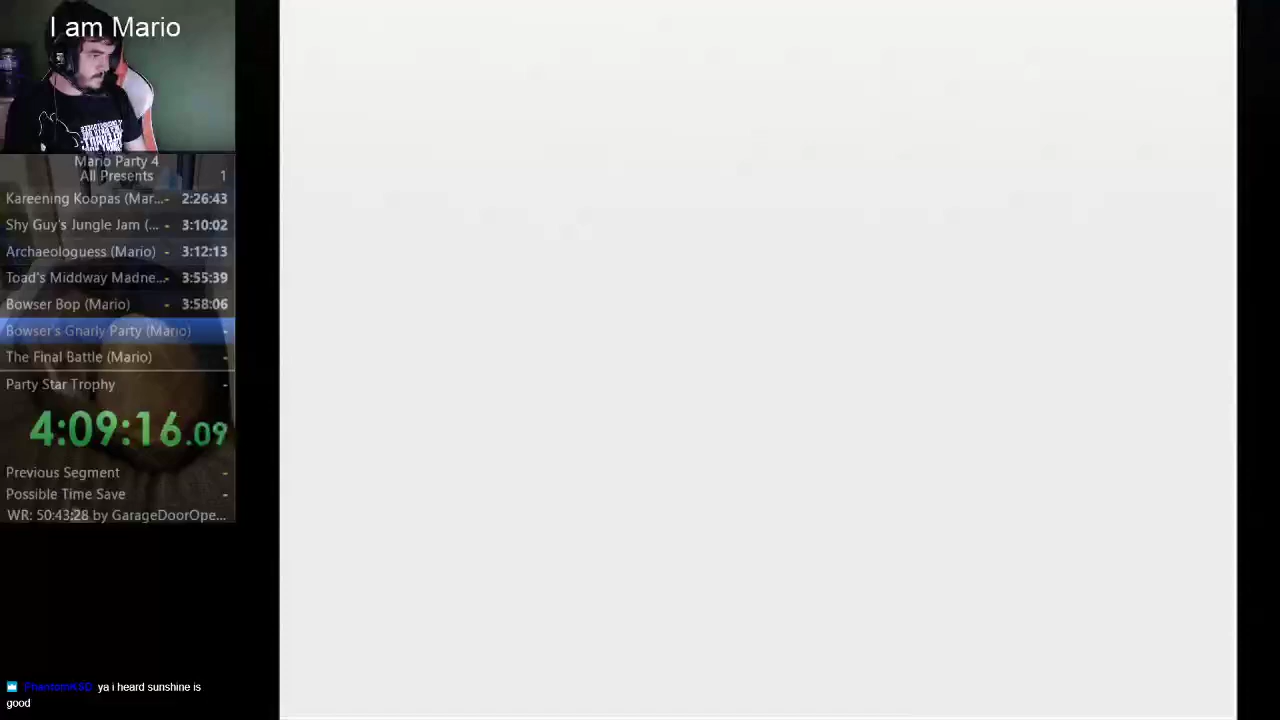 I am Mario
Mario Party 4
All Presents 1
Kareening Koopas (Mar... - 2:26:43
Shy Guy's Jungle Jam (... - 3:10:02
Archaeologuess (Mario) - 3:12:13
Toad's Middway Madne... - 3:55:39
Bowser Bop (Mario) - 3:58:06
Bowser's Gnarly Party (Mario) -
The Final Battle (Mario) -
Party Star Trophy -
4:09:16.09
Previous Segment -
Possible Time Save -
WR: 50:43:28 by GarageDoorOpe...
ya i heard sunshine is
good